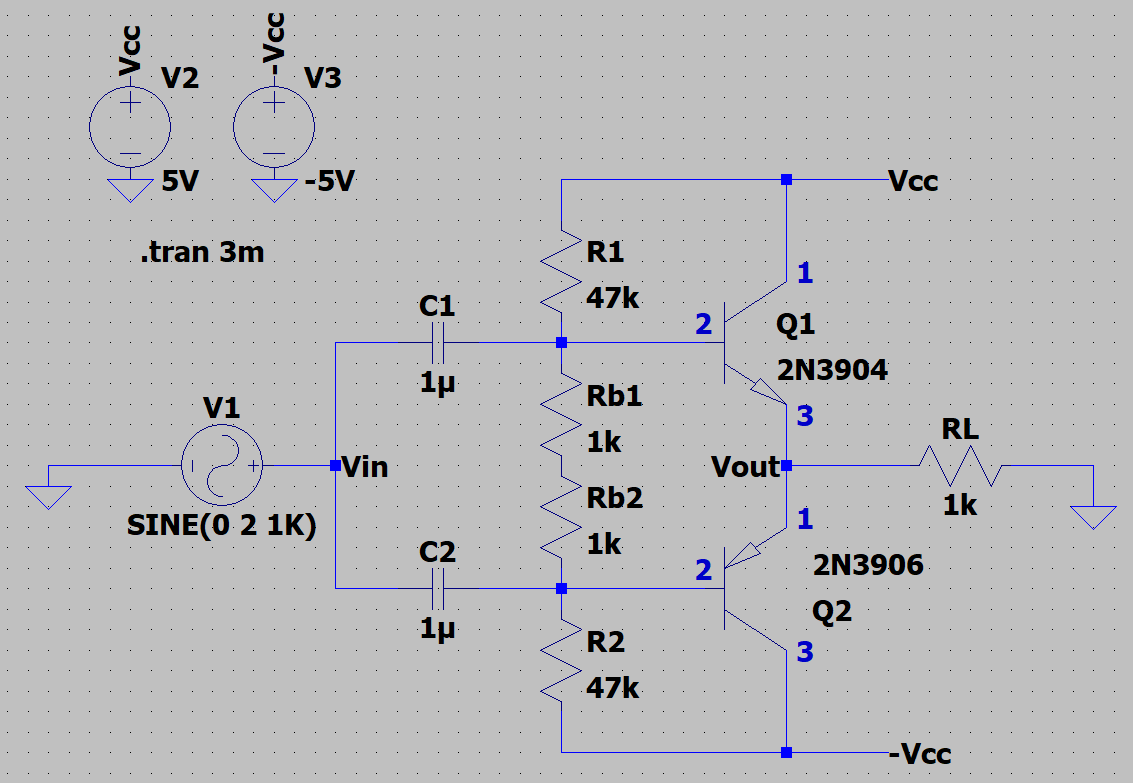 Vcc
-Vcc
V2
V3
5V
-5V
Vcc
.tran 3m
R1
47k
1
C1
2
Q1
1µ
2N3904
Rb1
3
V1
1k
RL
Vin
Vout
Rb2
1k
SINE(0 2 1K)
1k
1
C2
2
2N3906
Q2
1µ
R2
3
47k
-Vcc